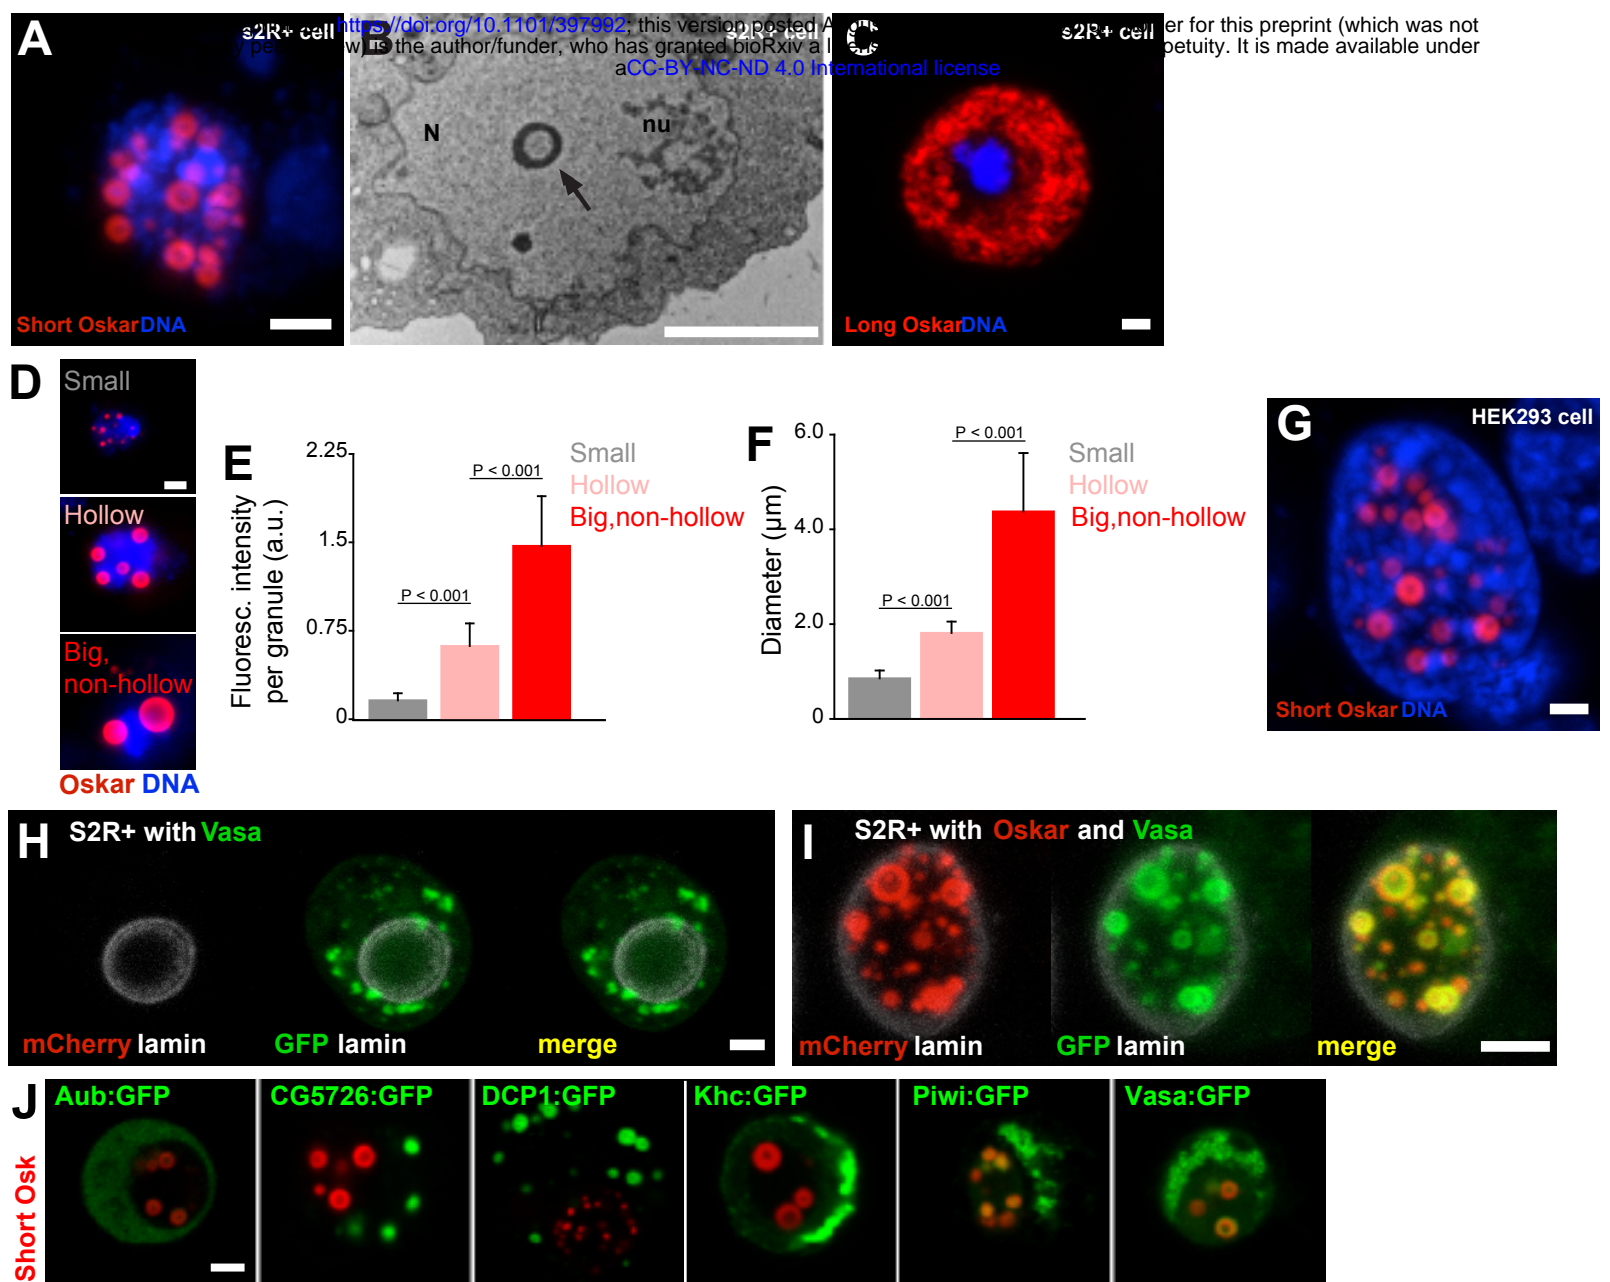 A
s2R+ cell
https://doi.org/10.1101/397992; this version posted
er for this preprint (which was not
is the author/funder, who has granted bioRxiv a
petuity. It is made available under
aCC-BY-NC-ND 4.0 International license
B
s2R+ cell
C
s2R+ cell
N
nu
Short Oskar DNA
Long Oskar DNA
D
Small
Hollow
Big,
non-hollow
Oskar DNA
E
Fluoresc. intensity
per granule (a.u.)
2.25
1.5
0.75
0
P < 0.001
P < 0.001
Small
Hollow
Big,non-hollow
F
Diameter (µm)
6.0
4.0
2.0
0
P < 0.001
P < 0.001
Small
Hollow
Big,non-hollow
G
HEK293 cell
Short Oskar DNA
H
S2R+ with Vasa
mCherry lamin
GFP lamin
merge
I
S2R+ with Oskar and Vasa
mCherry lamin
GFP lamin
merge
J
Short Osk
Aub:GFP
CG5726:GFP
DCP1:GFP
Khc:GFP
Piwi:GFP
Vasa:GFP